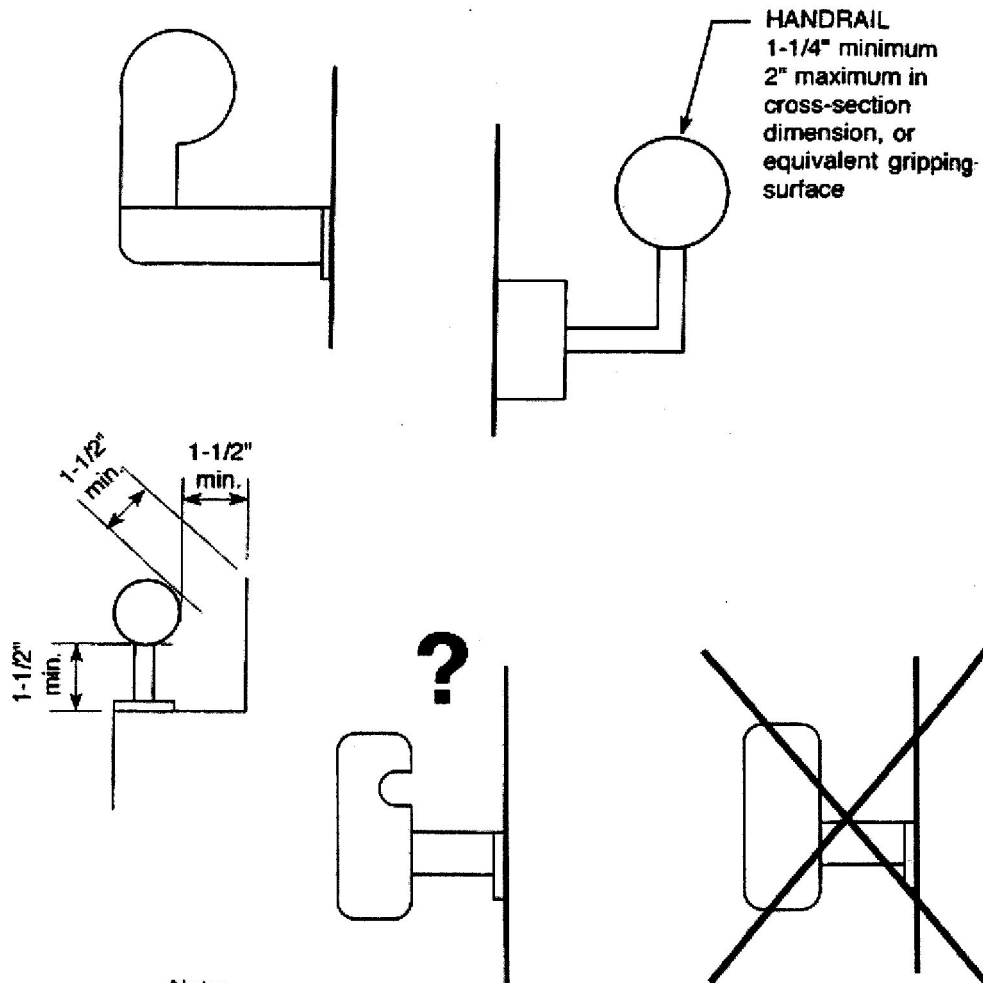 HANDRAIL
1-1/4" minimum
2" maximum in
cross-section
dimension, or
equivalent gripping
surface
1-1/2"
min.
1-1/2"
min.
1-1/2"
min.
?